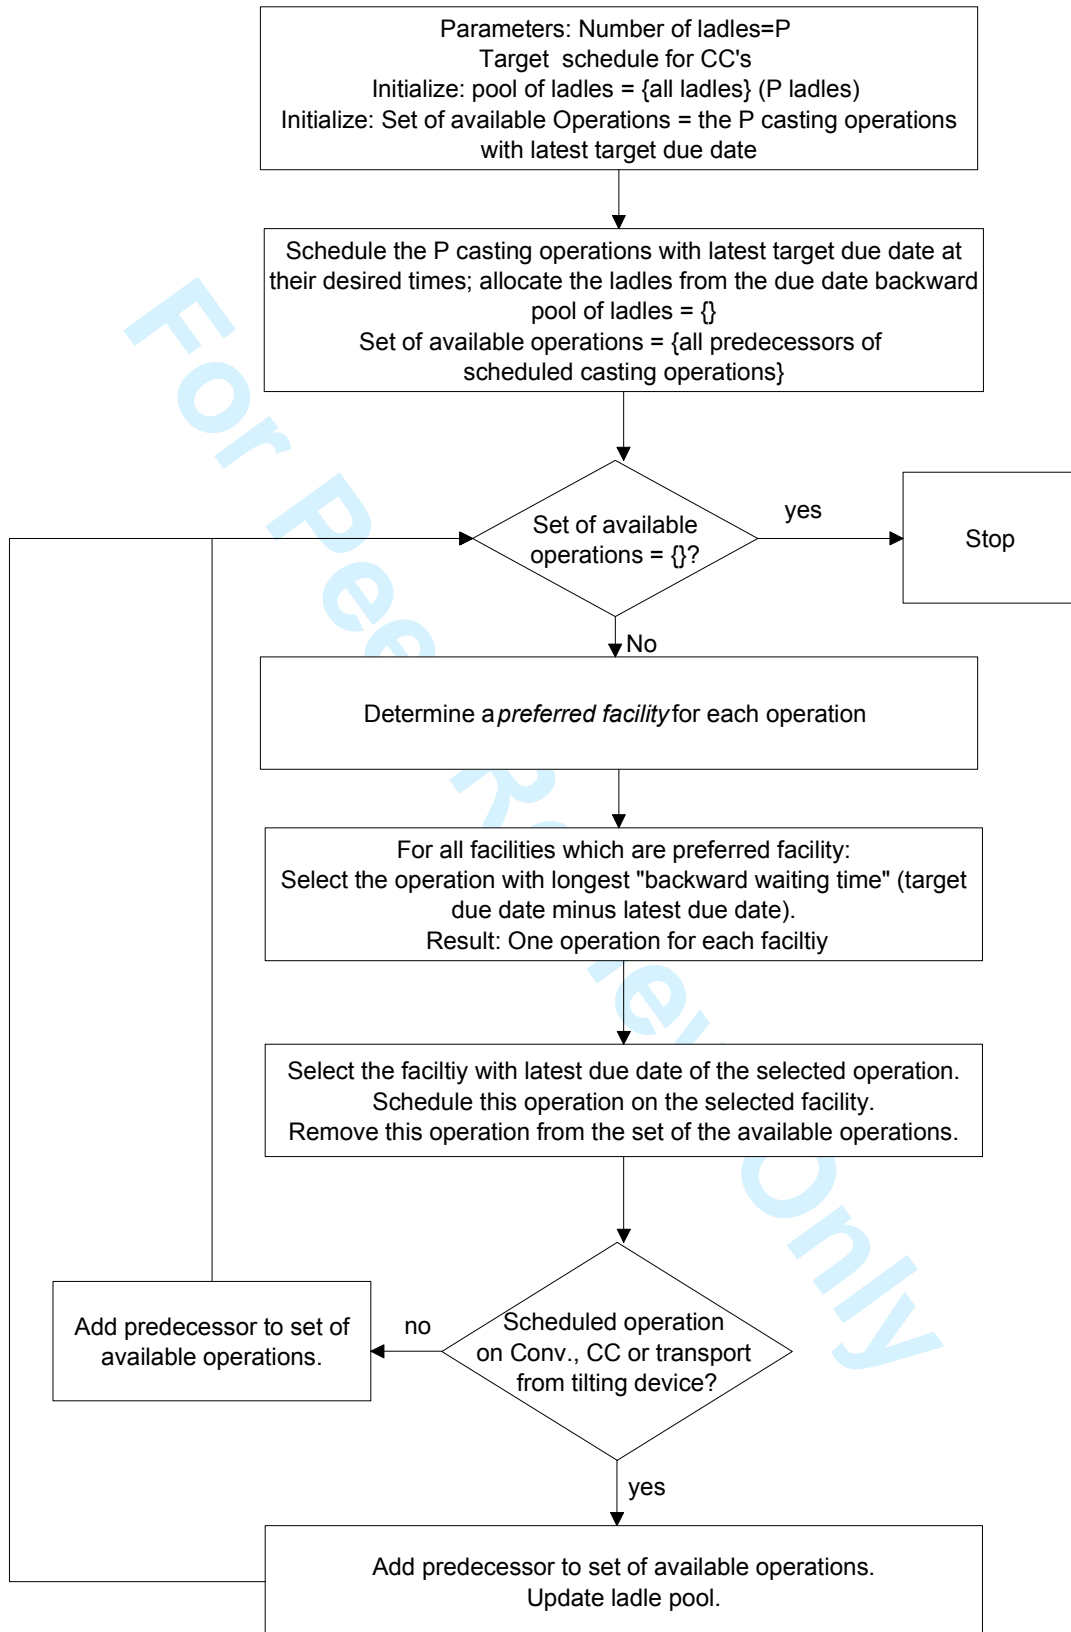 Parameters: Number of ladles=P
Target schedule for CC's
Initialize: pool of ladles = {all ladles} (P ladles)
Initialize: Set of available Operations = the P casting operations
with latest target due date
Schedule the P casting operations with latest target due date at
their desired times; allocate the ladles from the due date backward
pool of ladles = {}
Set of available operations = {all predecessors of
scheduled casting operations}
Set of available
operations = {}?
yes
Stop
No
Determine a preferred facility for each operation
For all facilities which are preferred facility:
Select the operation with longest "backward waiting time" (target
due date minus latest due date).
Result: One operation for each faciltiy
Select the faciltiy with latest due date of the selected operation.
Schedule this operation on the selected facility.
Remove this operation from the set of the available operations.
Scheduled operation
on Conv., CC or transport
from tilting device?
no
Add predecessor to set of
available operations.
yes
Add predecessor to set of available operations.
Update ladle pool.
For Peer Review Only